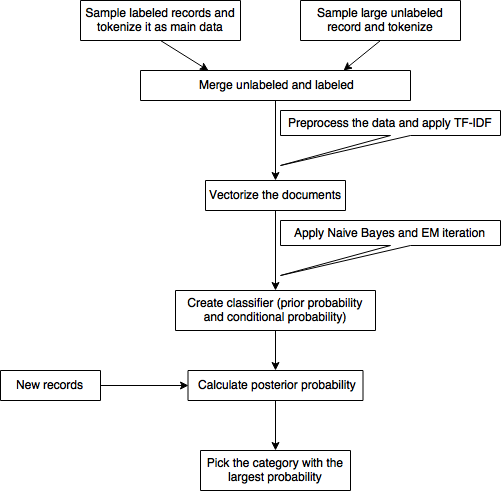 Sample labeled records and
tokenize it as main data
Sample large unlabeled
record and tokenize
Merge unlabeled and labeled
Preprocess the data and apply TF-IDF
Vectorize the documents
Apply Naive Bayes and EM iteration
Create classifier (prior probability
and conditional probability)
New records
Calculate posterior probability
Pick the category with the
largest probability